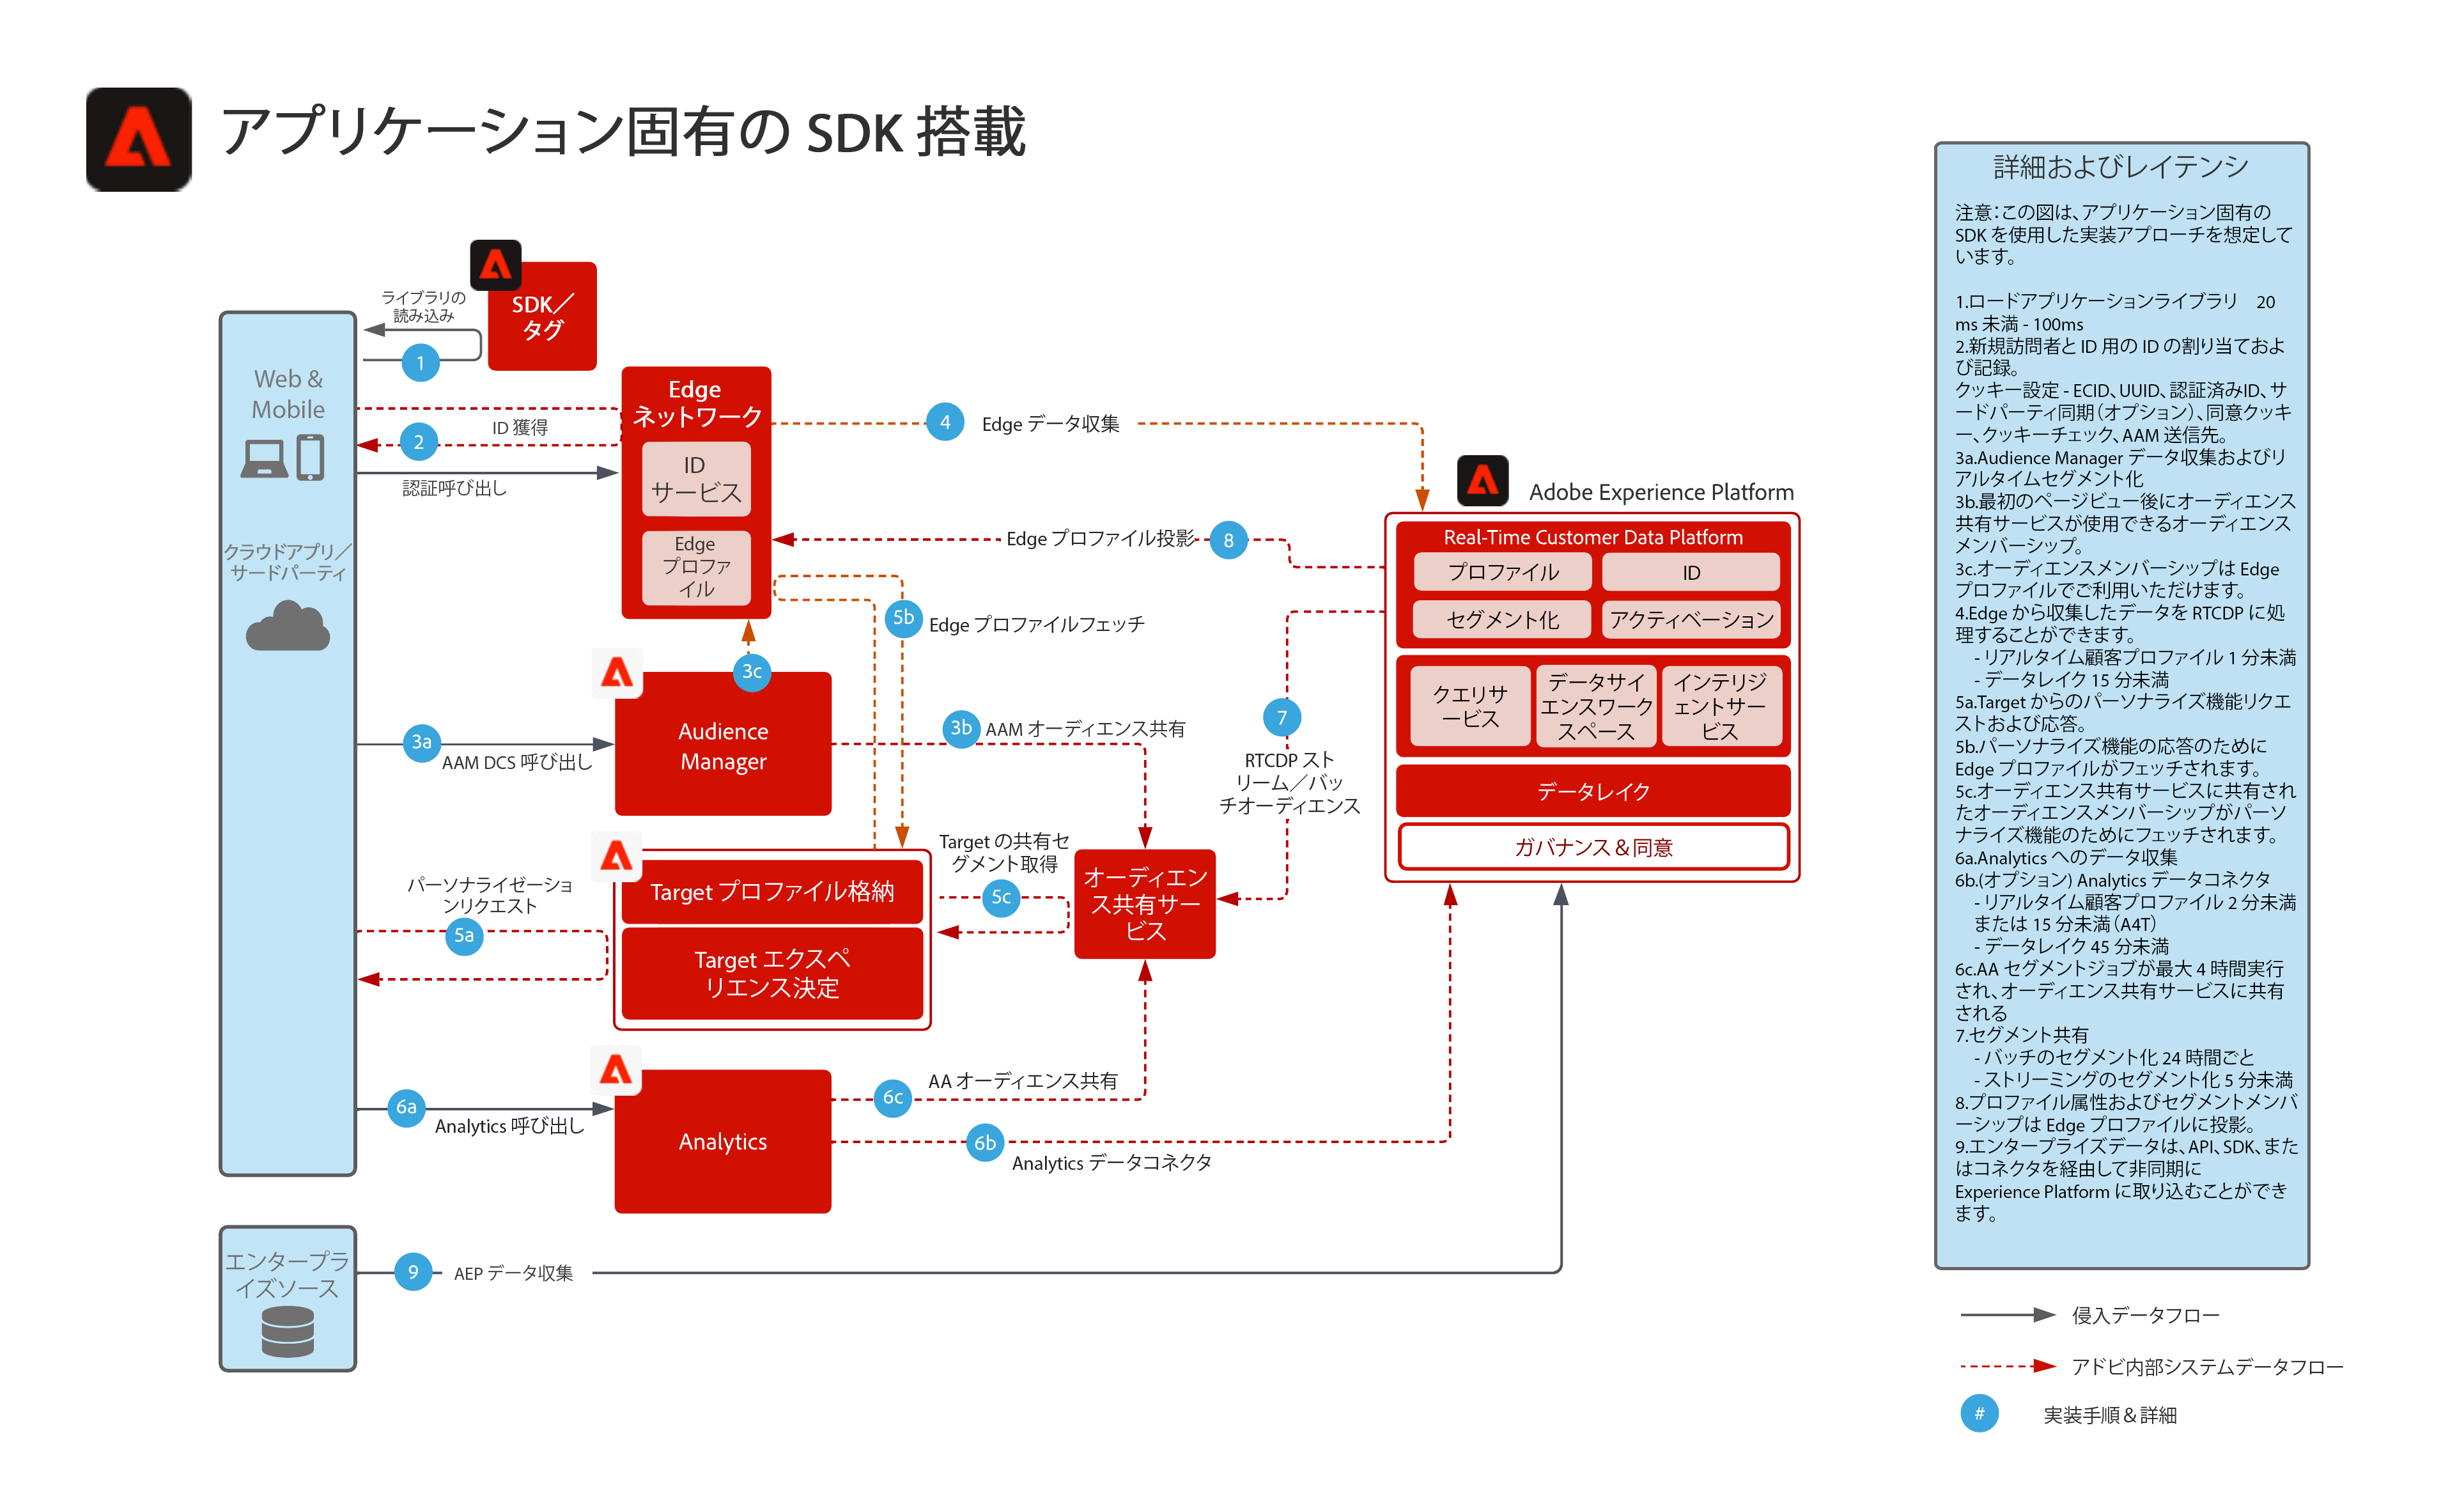 アプリケーション固有の SDK 搭載
SDK／
タグ
ライブラリの
読み込み
1
Web &
Mobile
クラウドアプリ／
サードパーティ
2
ID 獲得
認証呼び出し
Edge
ネットワーク
ID
サービス
Edge
プロファ
イル
4
Edge データ収集
Edge プロファイル投影
8
5b
Edge プロファイルフェッチ
3c
Audience
Manager
3a
AAM DCS 呼び出し
3b
AAM オーディエンス共有
7
RTCDP スト
リーム／バッ
チオーディエンス
Adobe Experience Platform
Real-Time Customer Data Platform
プロファイル
ID
セグメント化
アクティベーション
クエリサ
ービス
データサイ
エンスワーク
スペース
インテリジ
ェントサー
ビス
データレイク
ガバナンス＆同意
パーソナライゼーショ
ンリクエスト
5a
Target プロファイル格納
Target エクスペ
リエンス決定
Target の共有セ
グメント取得
5c
オーディエン
ス共有サー
ビス
6a
Analytics 呼び出し
Analytics
6c
AA オーディエンス共有
6b
Analytics データコネクタ
エンタープラ
イズソース
9
AEP データ収集
詳細およびレイテンシ
注意：この図は、アプリケーション固有の
SDK を使用した実装アプローチを想定して
います。
1.ロードアプリケーションライブラリ　20
ms 未満 - 100ms
2.新規訪問者と ID 用の ID の割り当ておよ
び記録。
クッキー設定 - ECID、UUID、認証済みID、サ
ードパーティ同期（オプション）、同意クッキ
ー、クッキーチェック、AAM 送信先。
3a.Audience Manager データ収集およびリ
アルタイムセグメント化
3b.最初のページビュー後にオーディエンス
共有サービスが使用できるオーディエンス
メンバーシップ。
3c.オーディエンスメンバーシップは Edge
プロファイルでご利用いただけます。
4.Edge から収集したデータを RTCDP に処
理することができます。
- リアルタイム顧客プロファイル 1 分未満
- データレイク 15 分未満
5a.Target からのパーソナライズ機能リクエ
ストおよび応答。
5b.パーソナライズ機能の応答のために
Edge プロファイルがフェッチされます。
5c.オーディエンス共有サービスに共有され
たオーディエンスメンバーシップがパーソ
ナライズ機能のためにフェッチされます。
6a.Analytics へのデータ収集
6b.(オプション) Analytics データコネクタ
- リアルタイム顧客プロファイル 2 分未満
または 15 分未満（A4T）
- データレイク 45 分未満
6c.AA セグメントジョブが最大 4 時間実行
され、オーディエンス共有サービスに共有
される
7.セグメント共有
- バッチのセグメント化 24 時間ごと
- ストリーミングのセグメント化 5 分未満
8.プロファイル属性およびセグメントメンバ
ーシップは Edge プロファイルに投影。
9.エンタープライズデータは、API、SDK、また
はコネクタを経由して非同期に
Experience Platform に取り込むことができ
ます。
侵入データフロー
アドビ内部システムデータフロー
#
実装手順＆詳細